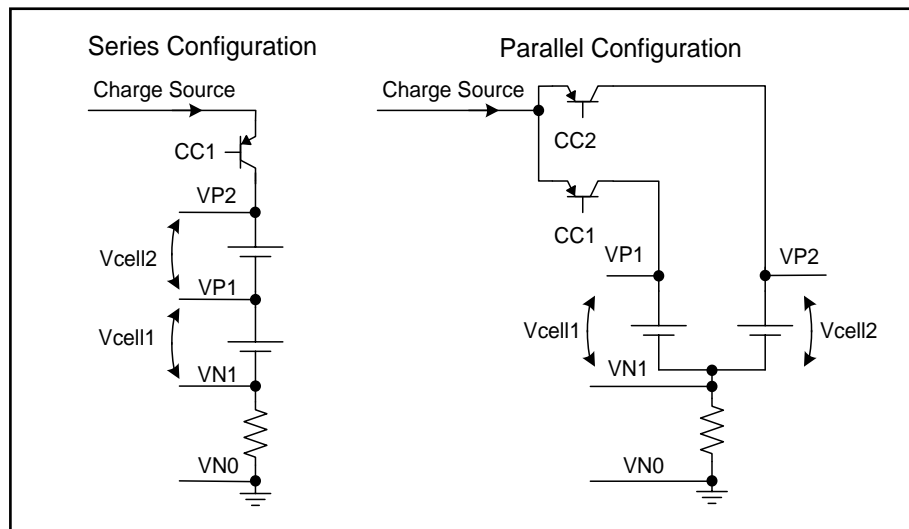 Series Configuration
Charge Source
CC1
VP2
Vcell2
VP1
Vcell1
VN1
VN0
Parallel Configuration
Charge Source
CC2
CC1
VP1
VP2
Vcell1
Vcell2
VN1
VN0